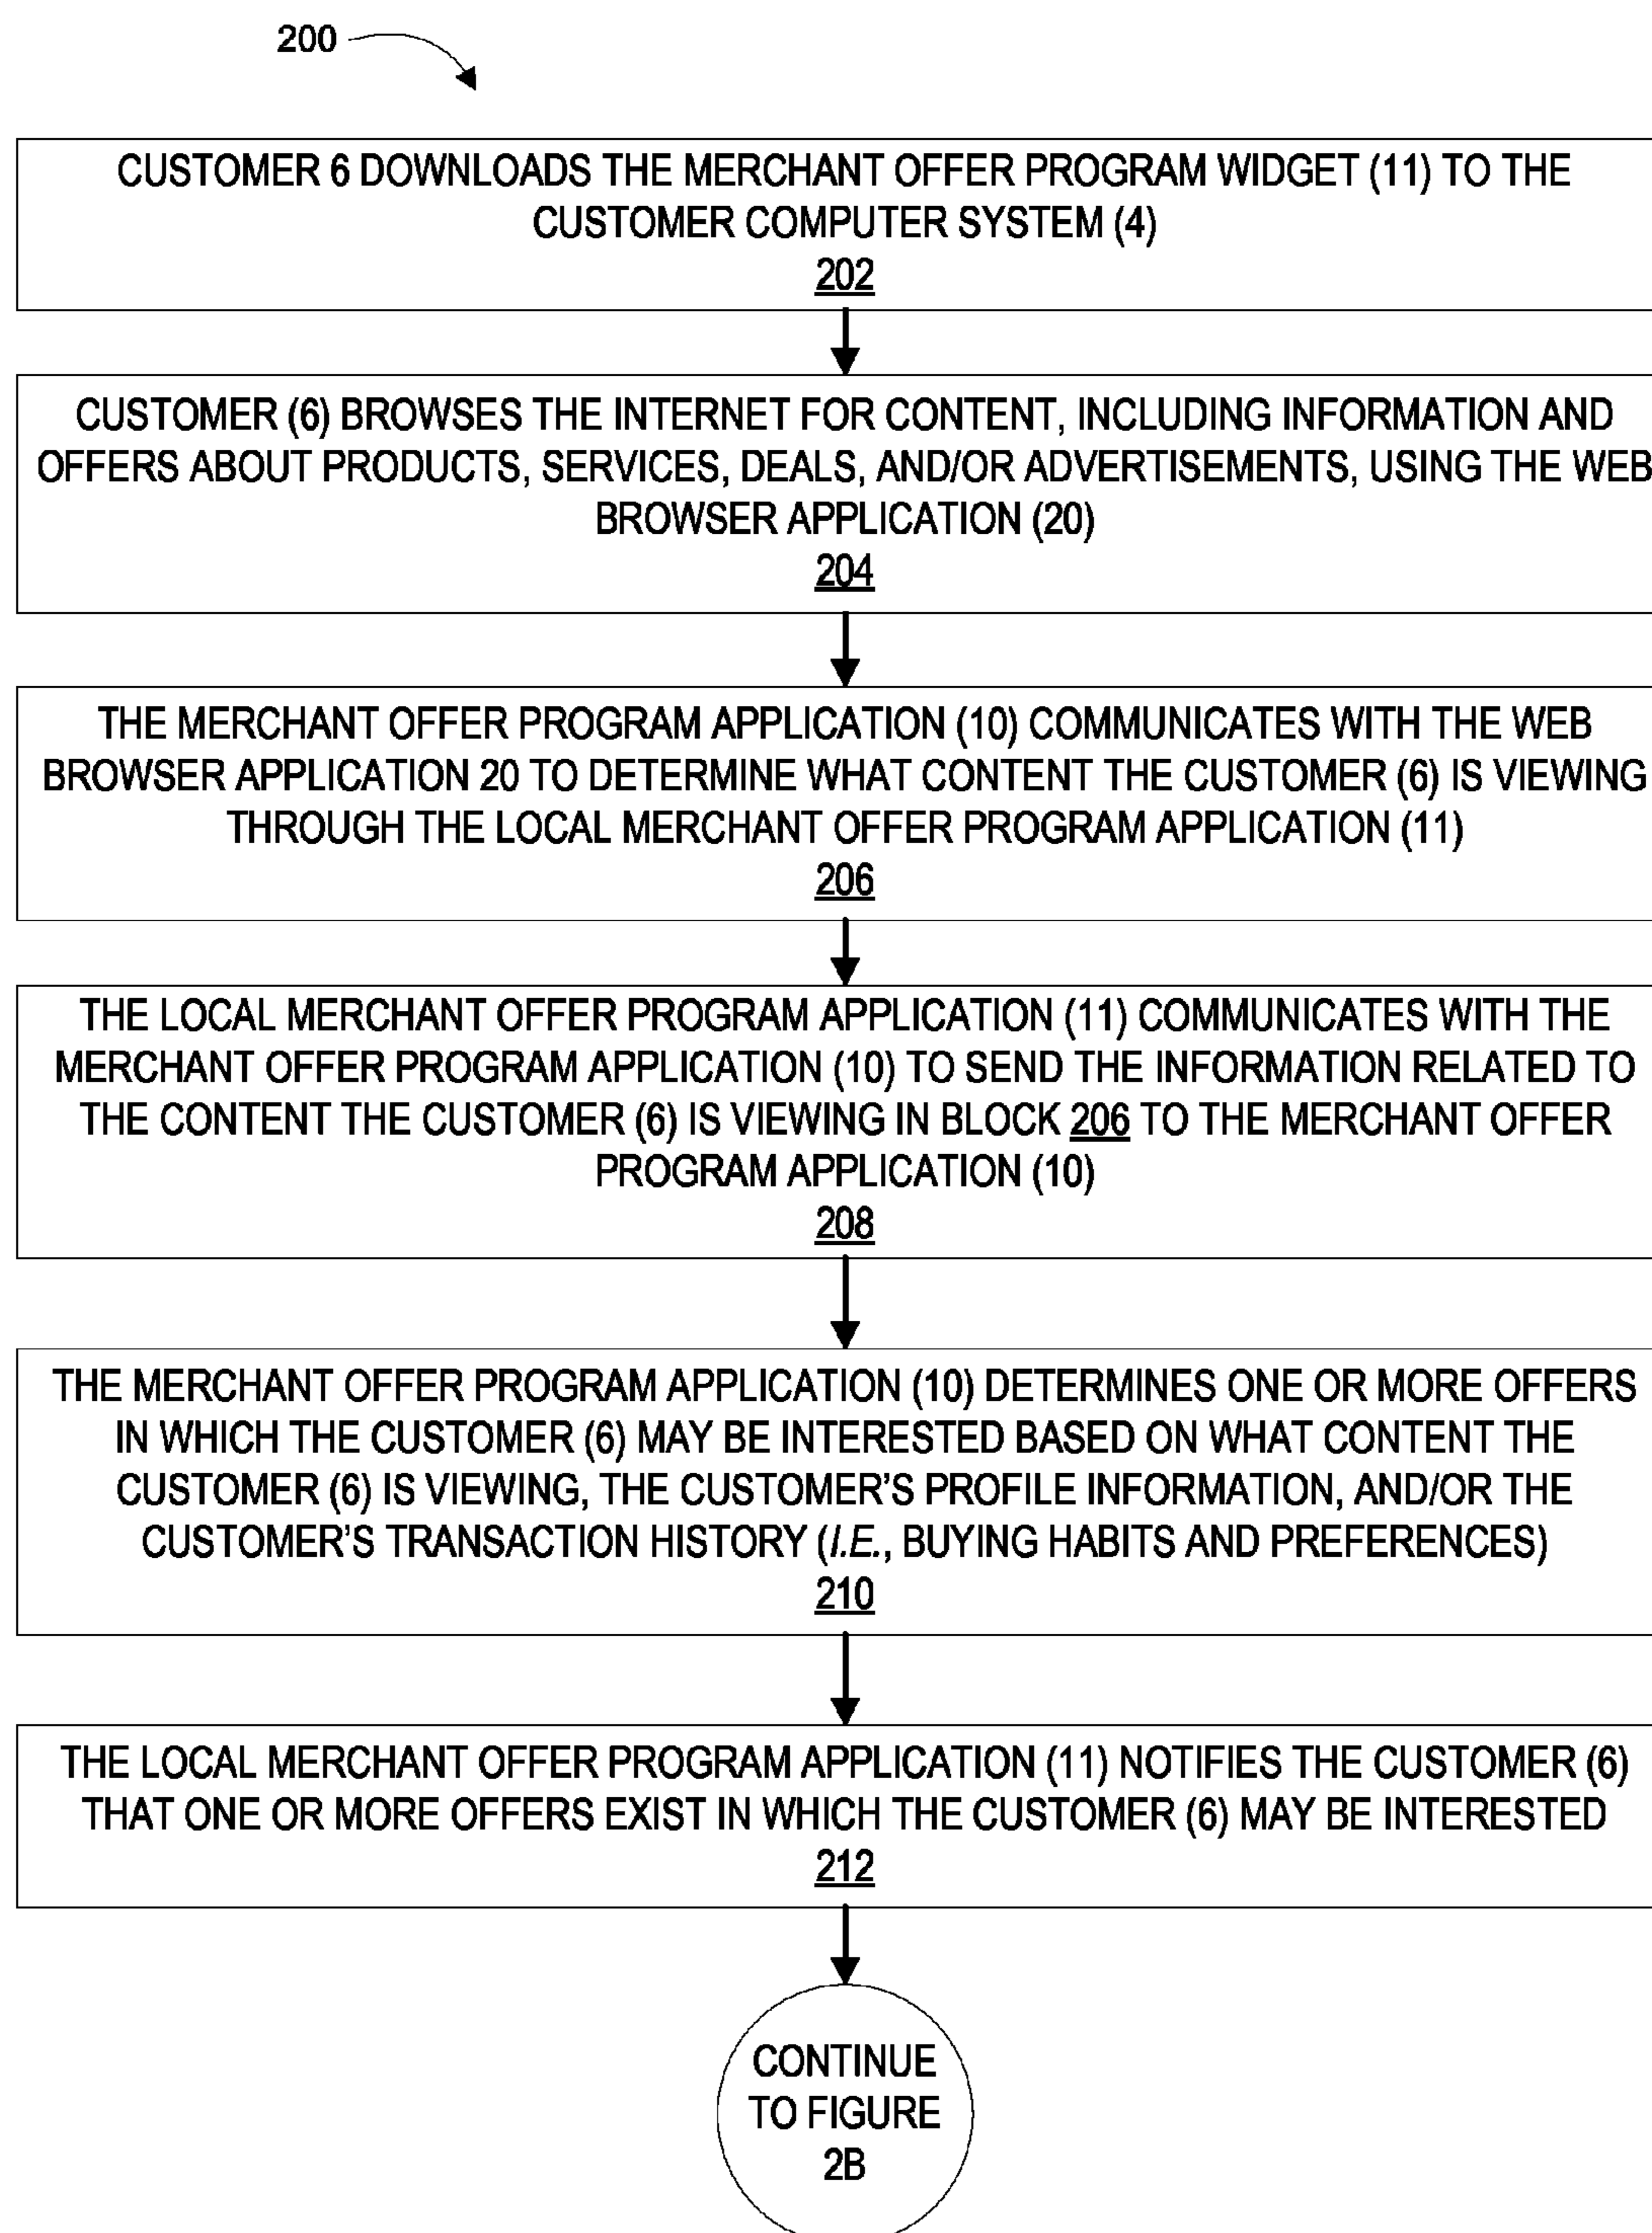 200
CUSTOMER 6 DOWNLOADS THE MERCHANT OFFER PROGRAM WIDGET (11) TO THE
CUSTOMER COMPUTER SYSTEM (4)
202
CUSTOMER (6) BROWSES THE INTERNET FOR CONTENT, INCLUDING INFORMATION AND
OFFERS ABOUT PRODUCTS, SERVICES, DEALS, AND/OR ADVERTISEMENTS, USING THE WEB
BROWSER APPLICATION (20)
204
THE MERCHANT OFFER PROGRAM APPLICATION (10) COMMUNICATES WITH THE WEB
BROWSER APPLICATION 20 TO DETERMINE WHAT CONTENT THE CUSTOMER (6) IS VIEWING
THROUGH THE LOCAL MERCHANT OFFER PROGRAM APPLICATION (11)
206
THE LOCAL MERCHANT OFFER PROGRAM APPLICATION (11) COMMUNICATES WITH THE
MERCHANT OFFER PROGRAM APPLICATION (10) TO SEND THE INFORMATION RELATED TO
THE CONTENT THE CUSTOMER (6) IS VIEWING IN BLOCK 206 TO THE MERCHANT OFFER
PROGRAM APPLICATION (10)
208
THE MERCHANT OFFER PROGRAM APPLICATION (10) DETERMINES ONE OR MORE OFFERS
IN WHICH THE CUSTOMER (6) MAY BE INTERESTED BASED ON WHAT CONTENT THE
CUSTOMER (6) IS VIEWING, THE CUSTOMER'S PROFILE INFORMATION, AND/OR THE
CUSTOMER'S TRANSACTION HISTORY (I.E., BUYING HABITS AND PREFERENCES)
210
THE LOCAL MERCHANT OFFER PROGRAM APPLICATION (11) NOTIFIES THE CUSTOMER (6)
THAT ONE OR MORE OFFERS EXIST IN WHICH THE CUSTOMER (6) MAY BE INTERESTED
212
CONTINUE
TO FIGURE
2B